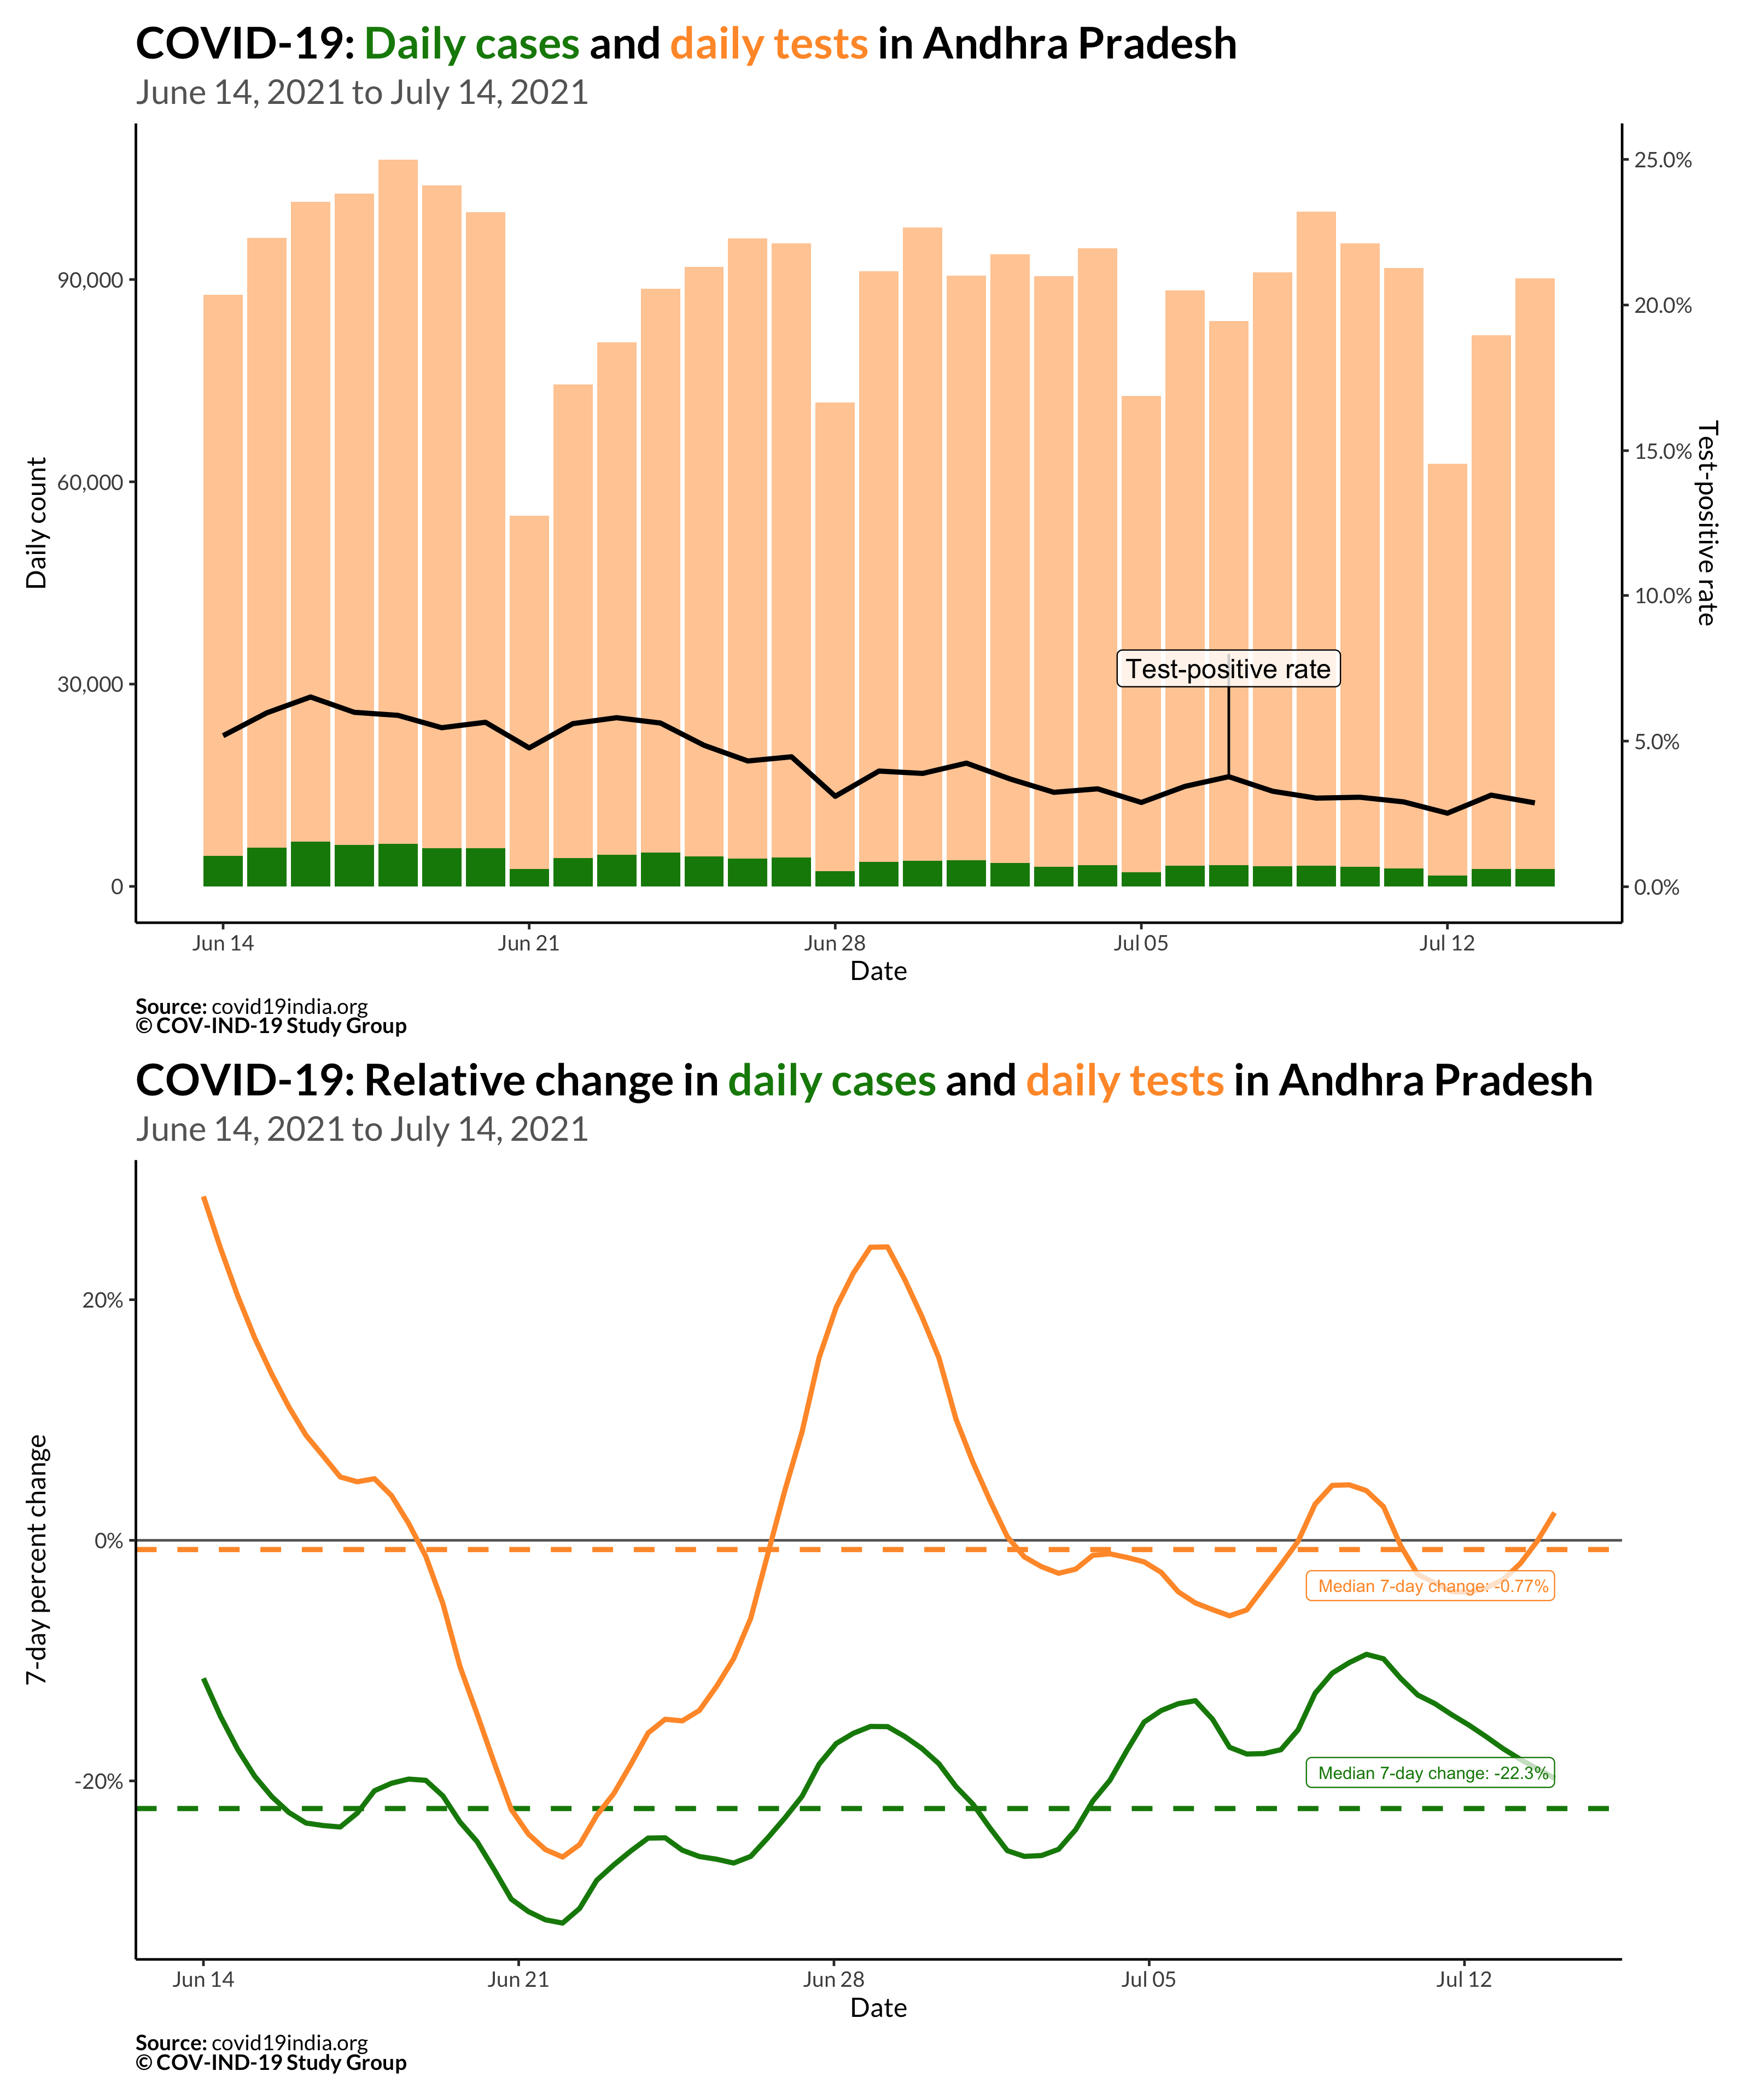 COVID-19: Daily cases and daily tests in Andhra Pradesh
June 14, 2021 to July 14, 2021
Daily count
90,000
60,000
30,000
0
25.0%
20.0%
15.0%
10.0%
5.0%
0.0%
Test-positive rate
Test-positive rate
Jun 14
Jun 21
Jun 28
Jul 05
Jul 12
Date
Source: covid19india.org
© COV-IND-19 Study Group
COVID-19: Relative change in daily cases and daily tests in Andhra Pradesh
June 14, 2021 to July 14, 2021
7-day percent change
20%
0%
-20%
Median 7-day change: -0.77%
Median 7-day change: -22.3%
Jun 14
Jun 21
Jun 28
Jul 05
Jul 12
Date
Source: covid19india.org
© COV-IND-19 Study Group